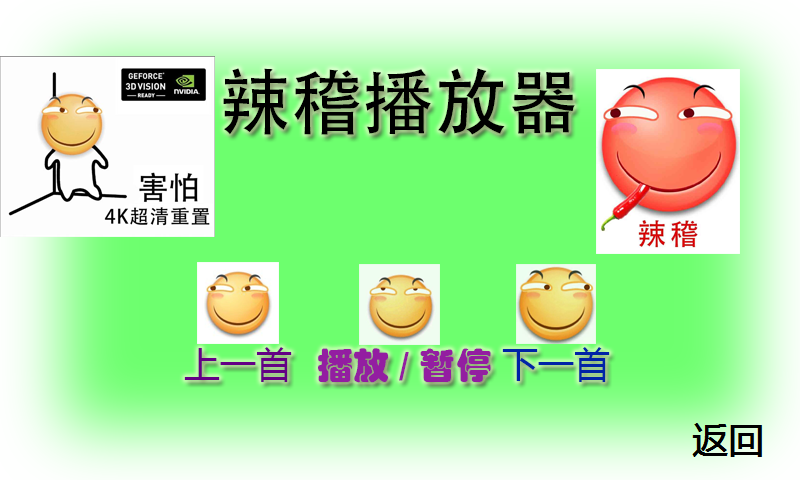 GEFORCE
3D VISION
READY
NVIDIA.
辣稽播放器
害怕
4K超清重置
辣稽
上一首
播放 / 暂停
下一首
返回